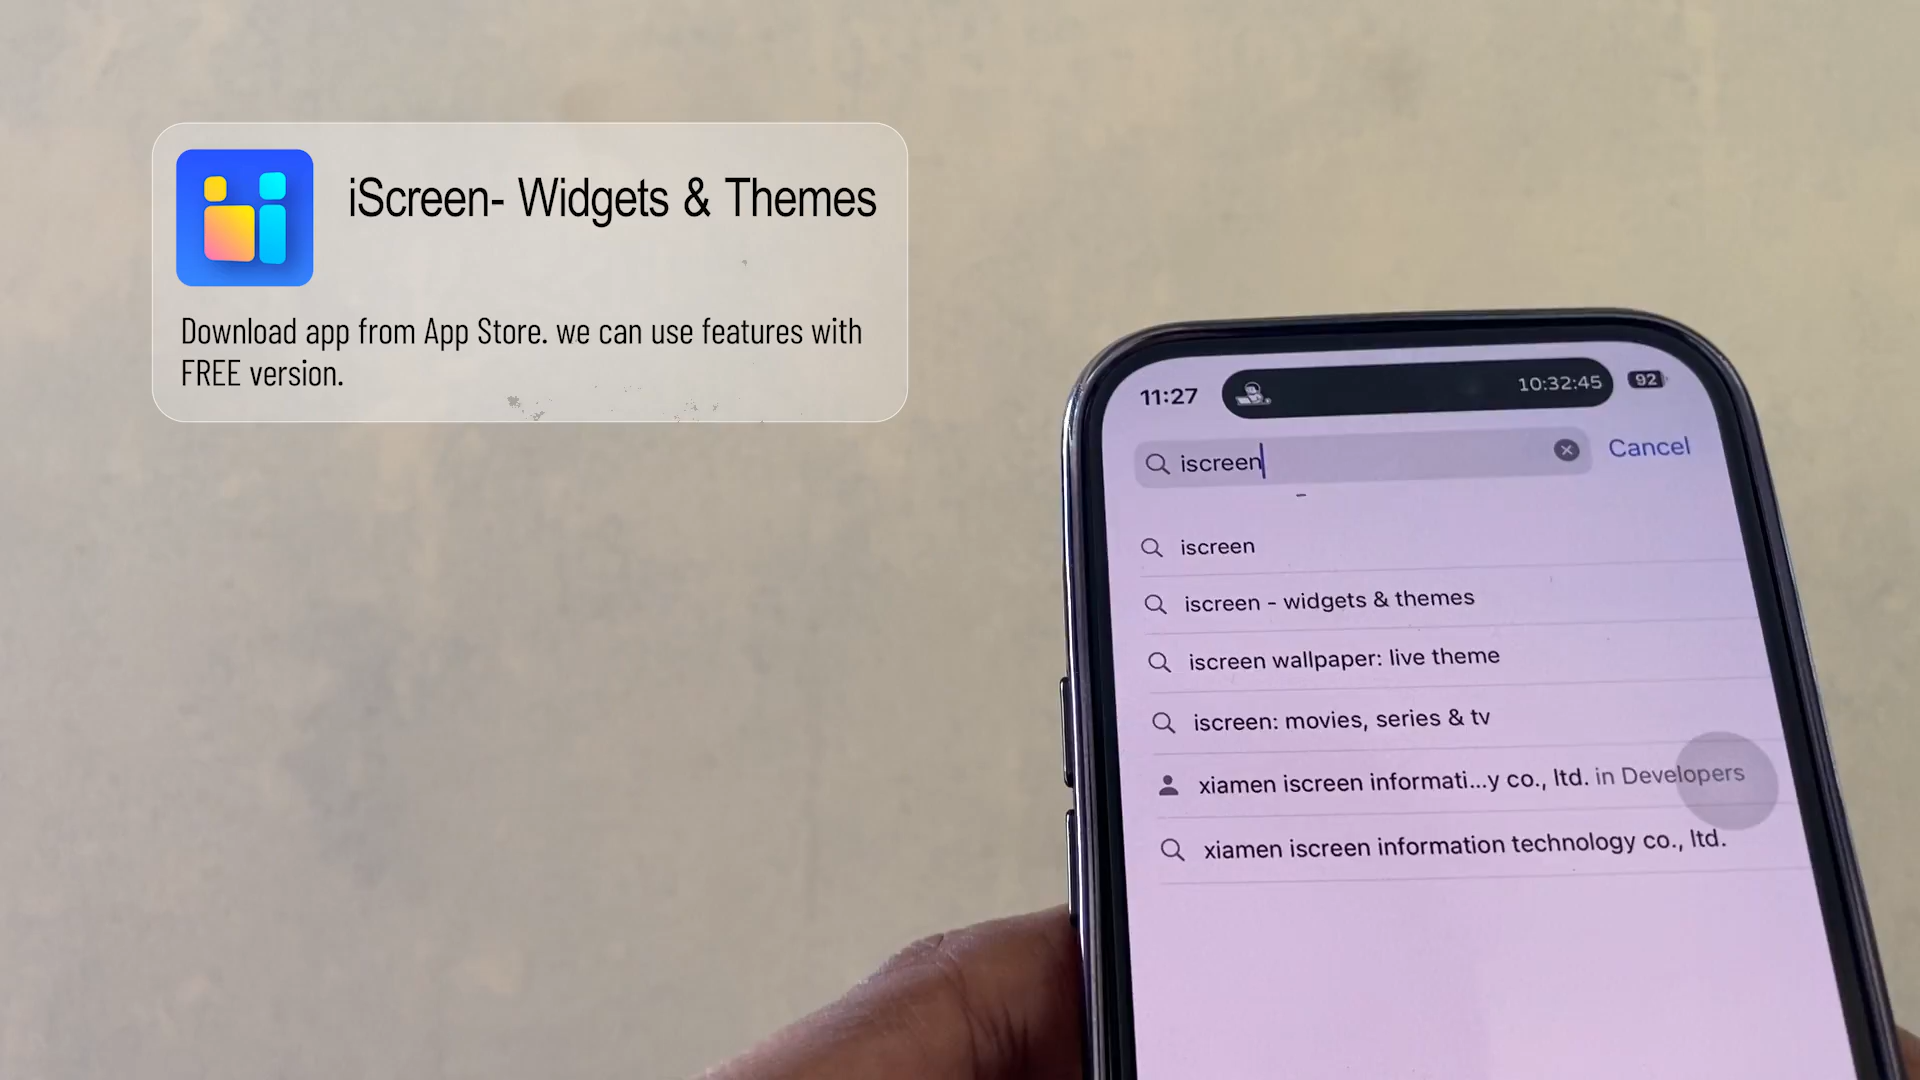 iScreen- Widgets & Themes
Download app from App Store. we can use features with
FREE version.
11:27
10:32:45
92
iscreen
Cancel
iscreen
iscreen - widgets & themes
iscreen wallpaper: live theme
iscreen: movies, series & tv
xiamen iscreen informati...y co., ltd. in Developers
xiamen iscreen information technology co., ltd.